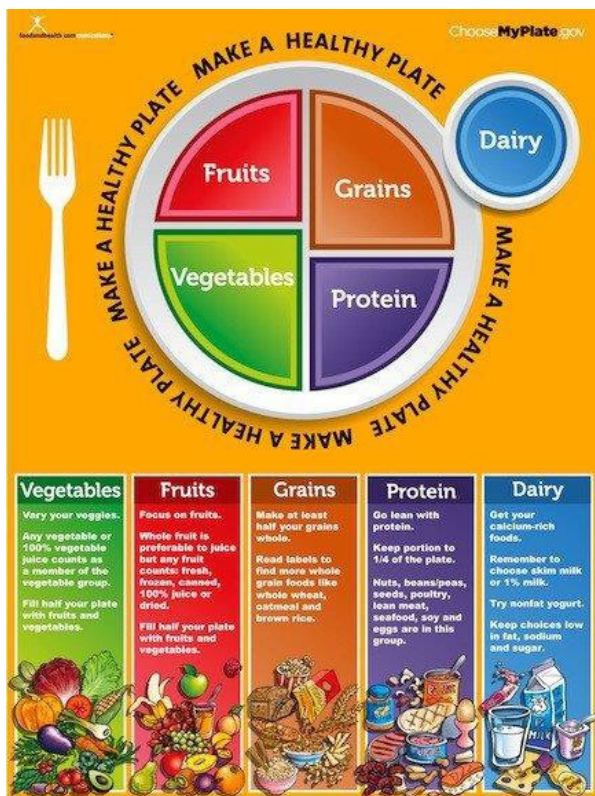 foodandhealth.com
ChooseMyPlate.gov
MAKE A HEALTHY PLATE MAKE A HEALTHY PLATE MAKE A HEALTHY PLATE MAKE A HEALTHY PLATE
Fruits
Grains
Dairy
Vegetables
Protein
Vegetables
Vary your veggies.
Any vegetable or
100% vegetable
juice counts as
a member of the
vegetable group.
Fill half your plate
with fruits and
vegetables.
Fruits
Focus on fruits.
Whole fruit is
preferable to juice
but any fruit
counts: fresh,
frozen, canned,
100% juice or
dried.
Fill half your plate
with fruits and
vegetables.
Grains
Make at least
half your grains
whole.
Read labels to
find more whole
grain foods like
whole wheat,
oatmeal and
brown rice.
Protein
Go lean with
protein.
Keep portion to
1/4 of the plate.
Nuts, beans/peas,
seeds, poultry,
lean meat,
seafood, soy and
eggs are in this
group.
Dairy
Get your
calcium-rich
foods.
Remember to
choose skim milk
or 1% milk.
Try nonfat yogurt.
Keep choices low
in fat, sodium
and sugar.
MILK